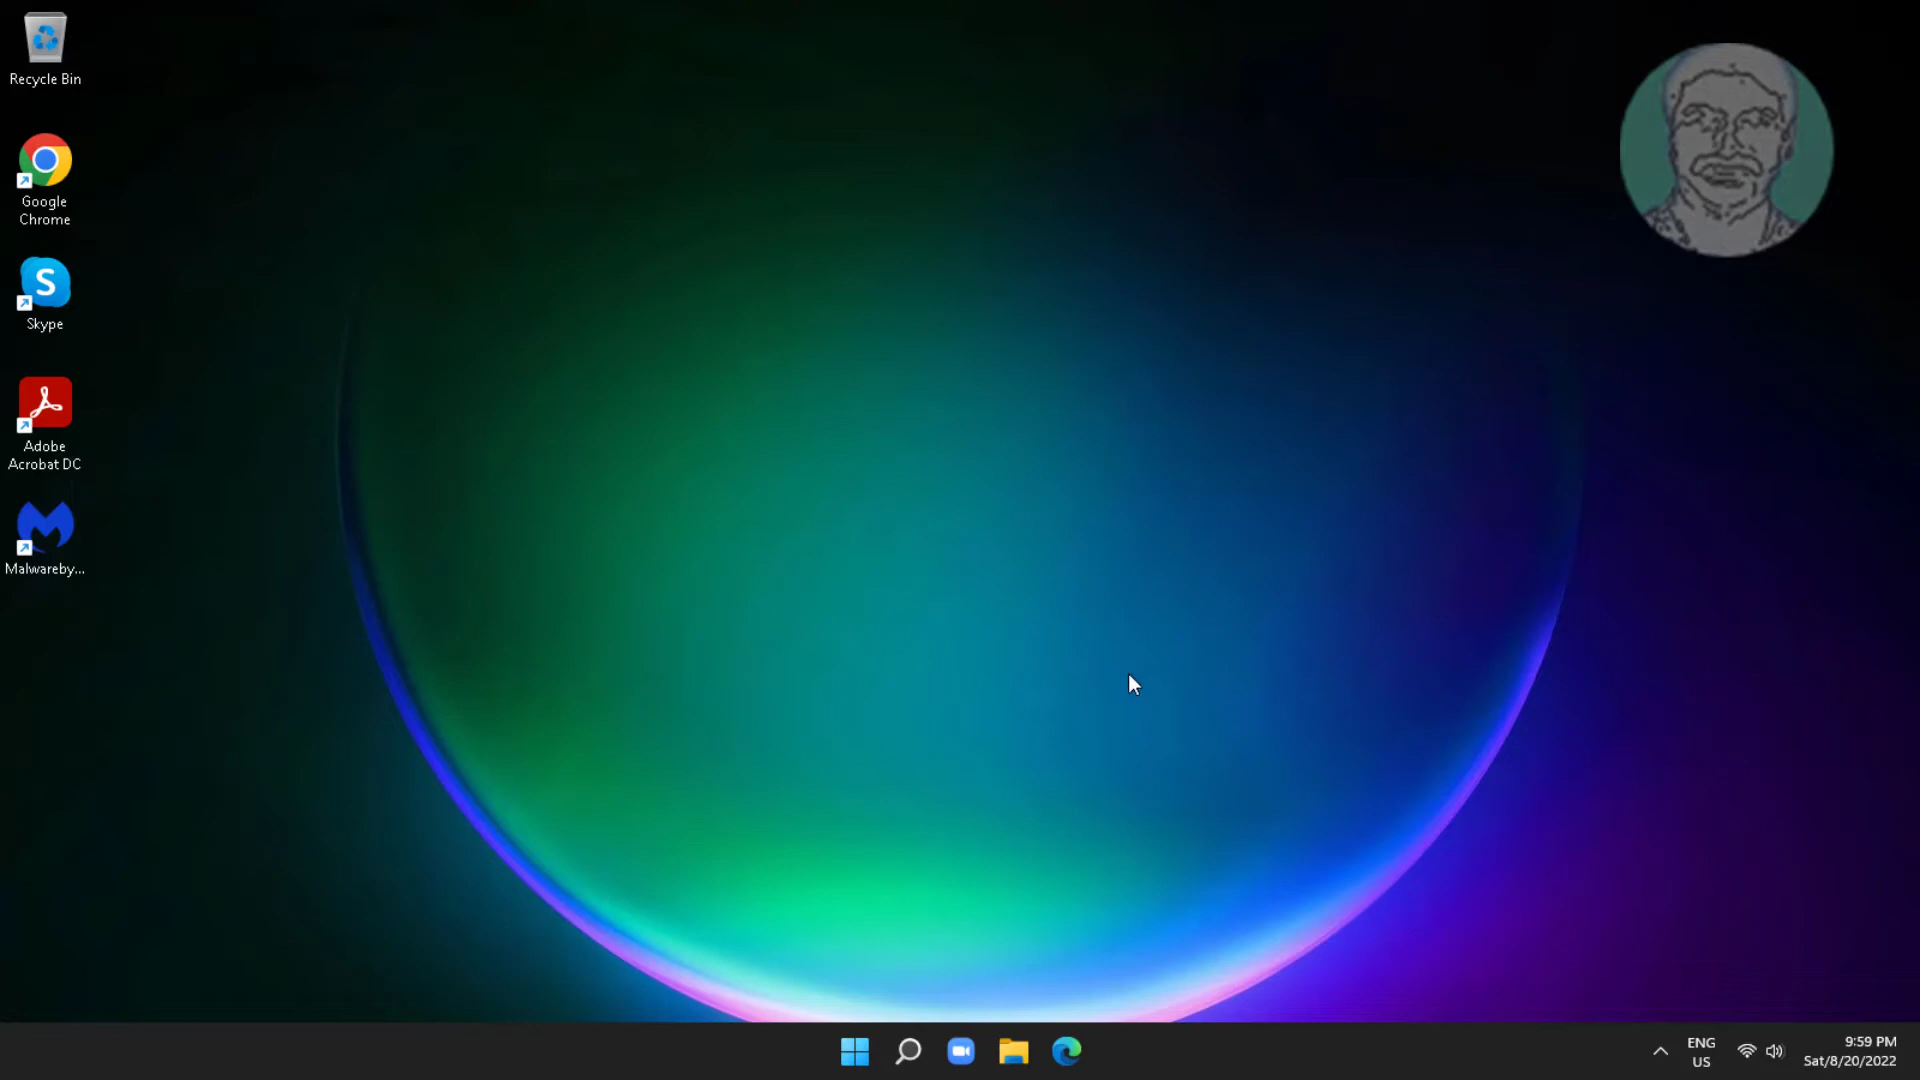 Recycle Bin
Google
Chrome
S
Skype
Adobe
Acrobat DC
Malwareby...
ENG
US
9:59 PM
Sat/8/20/2022